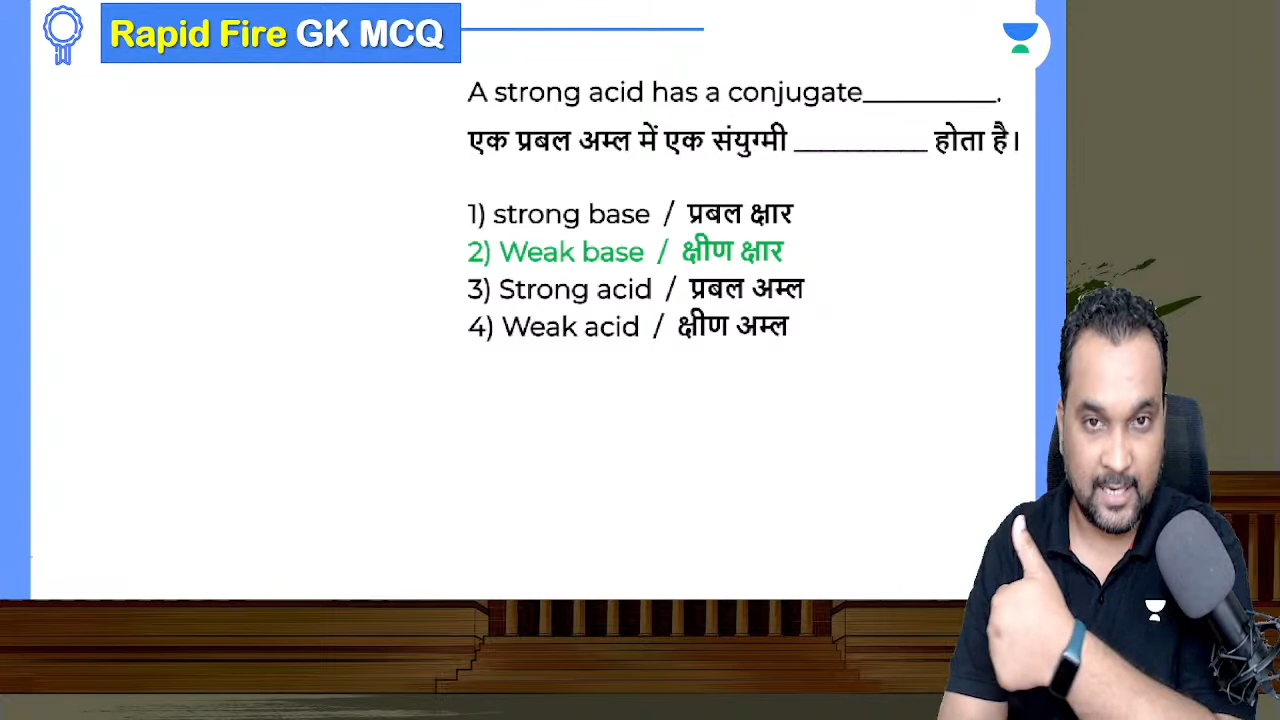 Rapid Fire GK MCQ
A strong acid has a conjugate__________.
एक प्रबल अम्ल में एक संयुग्मी __________ होता है।
1) strong base / प्रबल क्षार
2) Weak base / क्षीण क्षार
3) Strong acid / प्रबल अम्ल
4) Weak acid / क्षीण अम्ल